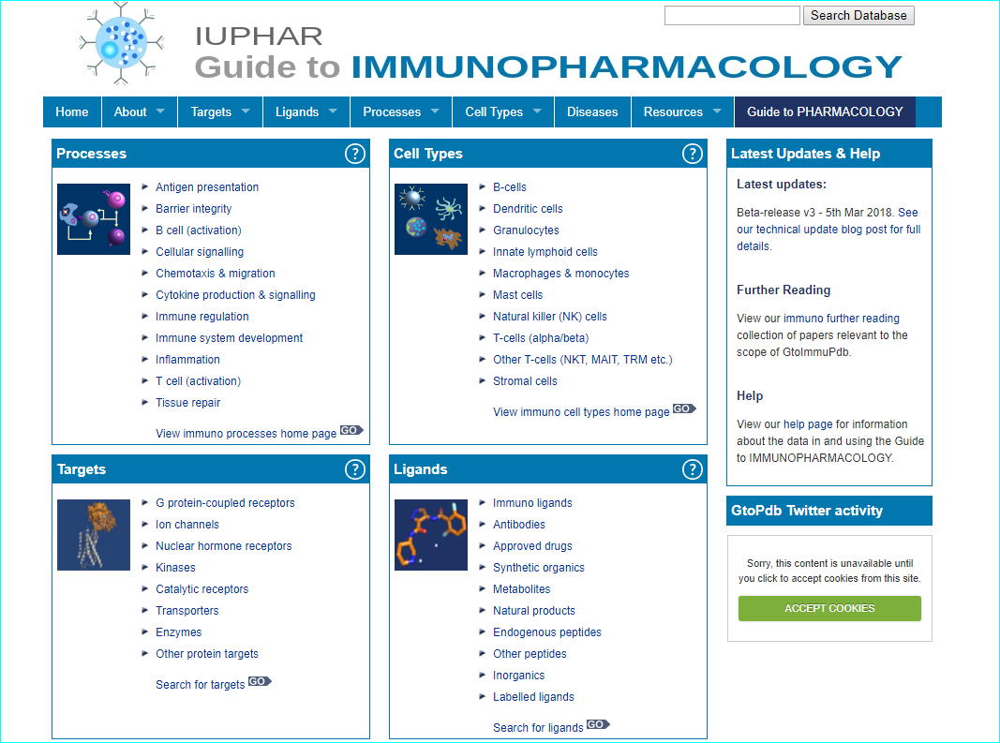 Search Database
IUPHAR
Guide to IMMUNOPHARMACOLOGY
Home About Targets Ligands Processes Cell Types Diseases Resources Guide to PHARMACOLOGY
Processes ?
Antigen presentation
Barrier integrity
B cell (activation)
Cellular signalling
Chemotaxis & migration
Cytokine production & signalling
Immune regulation
Immune system development
Inflammation
T cell (activation)
Tissue repair
View immuno processes home page GO
Cell Types ?
B-cells
Dendritic cells
Granulocytes
Innate lymphoid cells
Macrophages & monocytes
Mast cells
Natural killer (NK) cells
T-cells (alpha/beta)
Other T-cells (NKT, MAIT, TRM etc.)
Stromal cells
View immuno cell types home page GO
Targets ?
G protein-coupled receptors
Ion channels
Nuclear hormone receptors
Kinases
Catalytic receptors
Transporters
Enzymes
Other protein targets
Search for targets GO
Ligands ?
Immuno ligands
Antibodies
Approved drugs
Synthetic organics
Metabolites
Natural products
Endogenous peptides
Other peptides
Inorganics
Labelled ligands
Search for ligands GO
Latest Updates & Help
Latest updates:
Beta-release v3 - 5th Mar 2018. See
our technical update blog post for full
details.
Further Reading
View our immuno further reading
collection of papers relevant to the
scope of GtoImmuPdb.
Help
View our help page for information
about the data in and using the Guide
to IMMUNOPHARMACOLOGY.
GtoPdb Twitter activity
Sorry, this content is unavailable until
you click to accept cookies from this site.
ACCEPT COOKIES